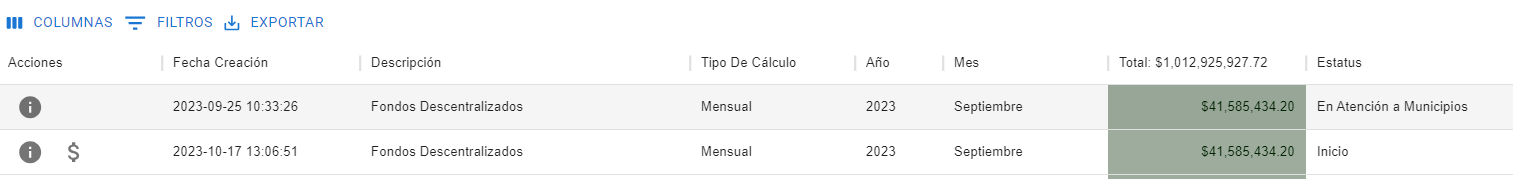 COLUMNAS FILTROS EXPORTAR
Acciones Fecha Creación Descripción Tipo De Cálculo Año Mes Total: $1,012,925,927.72 Estatus
2023-09-25 10:33:26 Fondos Descentralizados Mensual 2023 Septiembre $41,585,434.20 En Atención a Municipios
$ 2023-10-17 13:06:51 Fondos Descentralizados Mensual 2023 Septiembre $41,585,434.20 Inicio